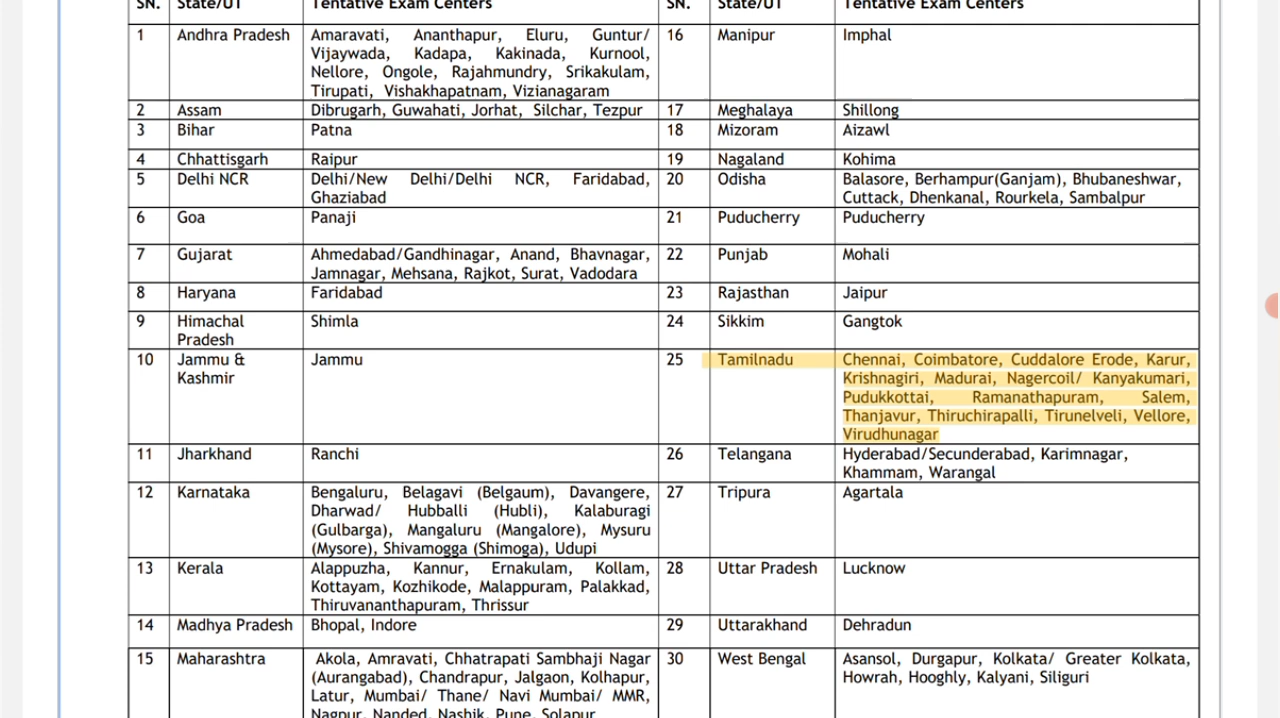 SN. State/UT Tentative Exam Centers SN. State/UT Tentative Exam Centers
1 Andhra Pradesh Amaravati, Ananthapur, Eluru, Guntur/
Vijaywada, Kadapa, Kakinada, Kurnool,
Nellore, Ongole, Rajahmundry, Srikakulam,
Tirupati, Vishakhapatnam, Vizianagaram
16 Manipur Imphal
2 Assam Dibrugarh, Guwahati, Jorhat, Silchar, Tezpur 17 Meghalaya Shillong
3 Bihar Patna 18 Mizoram Aizawl
4 Chhattisgarh Raipur 19 Nagaland Kohima
5 Delhi NCR Delhi/New Delhi/Delhi NCR, Faridabad,
Ghaziabad
20 Odisha Balasore, Berhampur(Ganjam), Bhubaneshwar,
Cuttack, Dhenkanal, Rourkela, Sambalpur
6 Goa Panaji 21 Puducherry Puducherry
7 Gujarat Ahmedabad/Gandhinagar, Anand, Bhavnagar,
Jamnagar, Mehsana, Rajkot, Surat, Vadodara
22 Punjab Mohali
8 Haryana Faridabad 23 Rajasthan Jaipur
9 Himachal
Pradesh
Shimla
24 Sikkim Gangtok
10 Jammu &
Kashmir
Jammu
25 Tamilnadu Chennai, Coimbatore, Cuddalore Erode, Karur,
Krishnagiri, Madurai, Nagercoil/ Kanyakumari,
Pudukkottai, Ramanathapuram, Salem,
Thanjavur, Thiruchirapalli, Tirunelveli, Vellore,
Virudhunagar
11 Jharkhand Ranchi
26 Telangana Hyderabad/Secunderabad, Karimnagar,
Khammam, Warangal
12 Karnataka Bengaluru, Belagavi (Belgaum), Davangere,
Dharwad/ Hubballi (Hubli), Kalaburagi
(Gulbarga), Mangaluru (Mangalore), Mysuru
(Mysore), Shivamogga (Shimoga), Udupi
27 Tripura Agartala
13 Kerala Alappuzha, Kannur, Ernakulam, Kollam,
Kottayam, Kozhikode, Malappuram, Palakkad,
Thiruvananthapuram, Thrissur
28 Uttar Pradesh Lucknow
14 Madhya Pradesh Bhopal, Indore 29 Uttarakhand Dehradun
15 Maharashtra Akola, Amravati, Chhatrapati Sambhaji Nagar
(Aurangabad), Chandrapur, Jalgaon, Kolhapur,
Latur, Mumbai/ Thane/ Navi Mumbai/ MMR,
Nagpur, Nanded, Nashik, Pune, Solapur
30 West Bengal Asansol, Durgapur, Kolkata/ Greater Kolkata,
Howrah, Hooghly, Kalyani, Siliguri